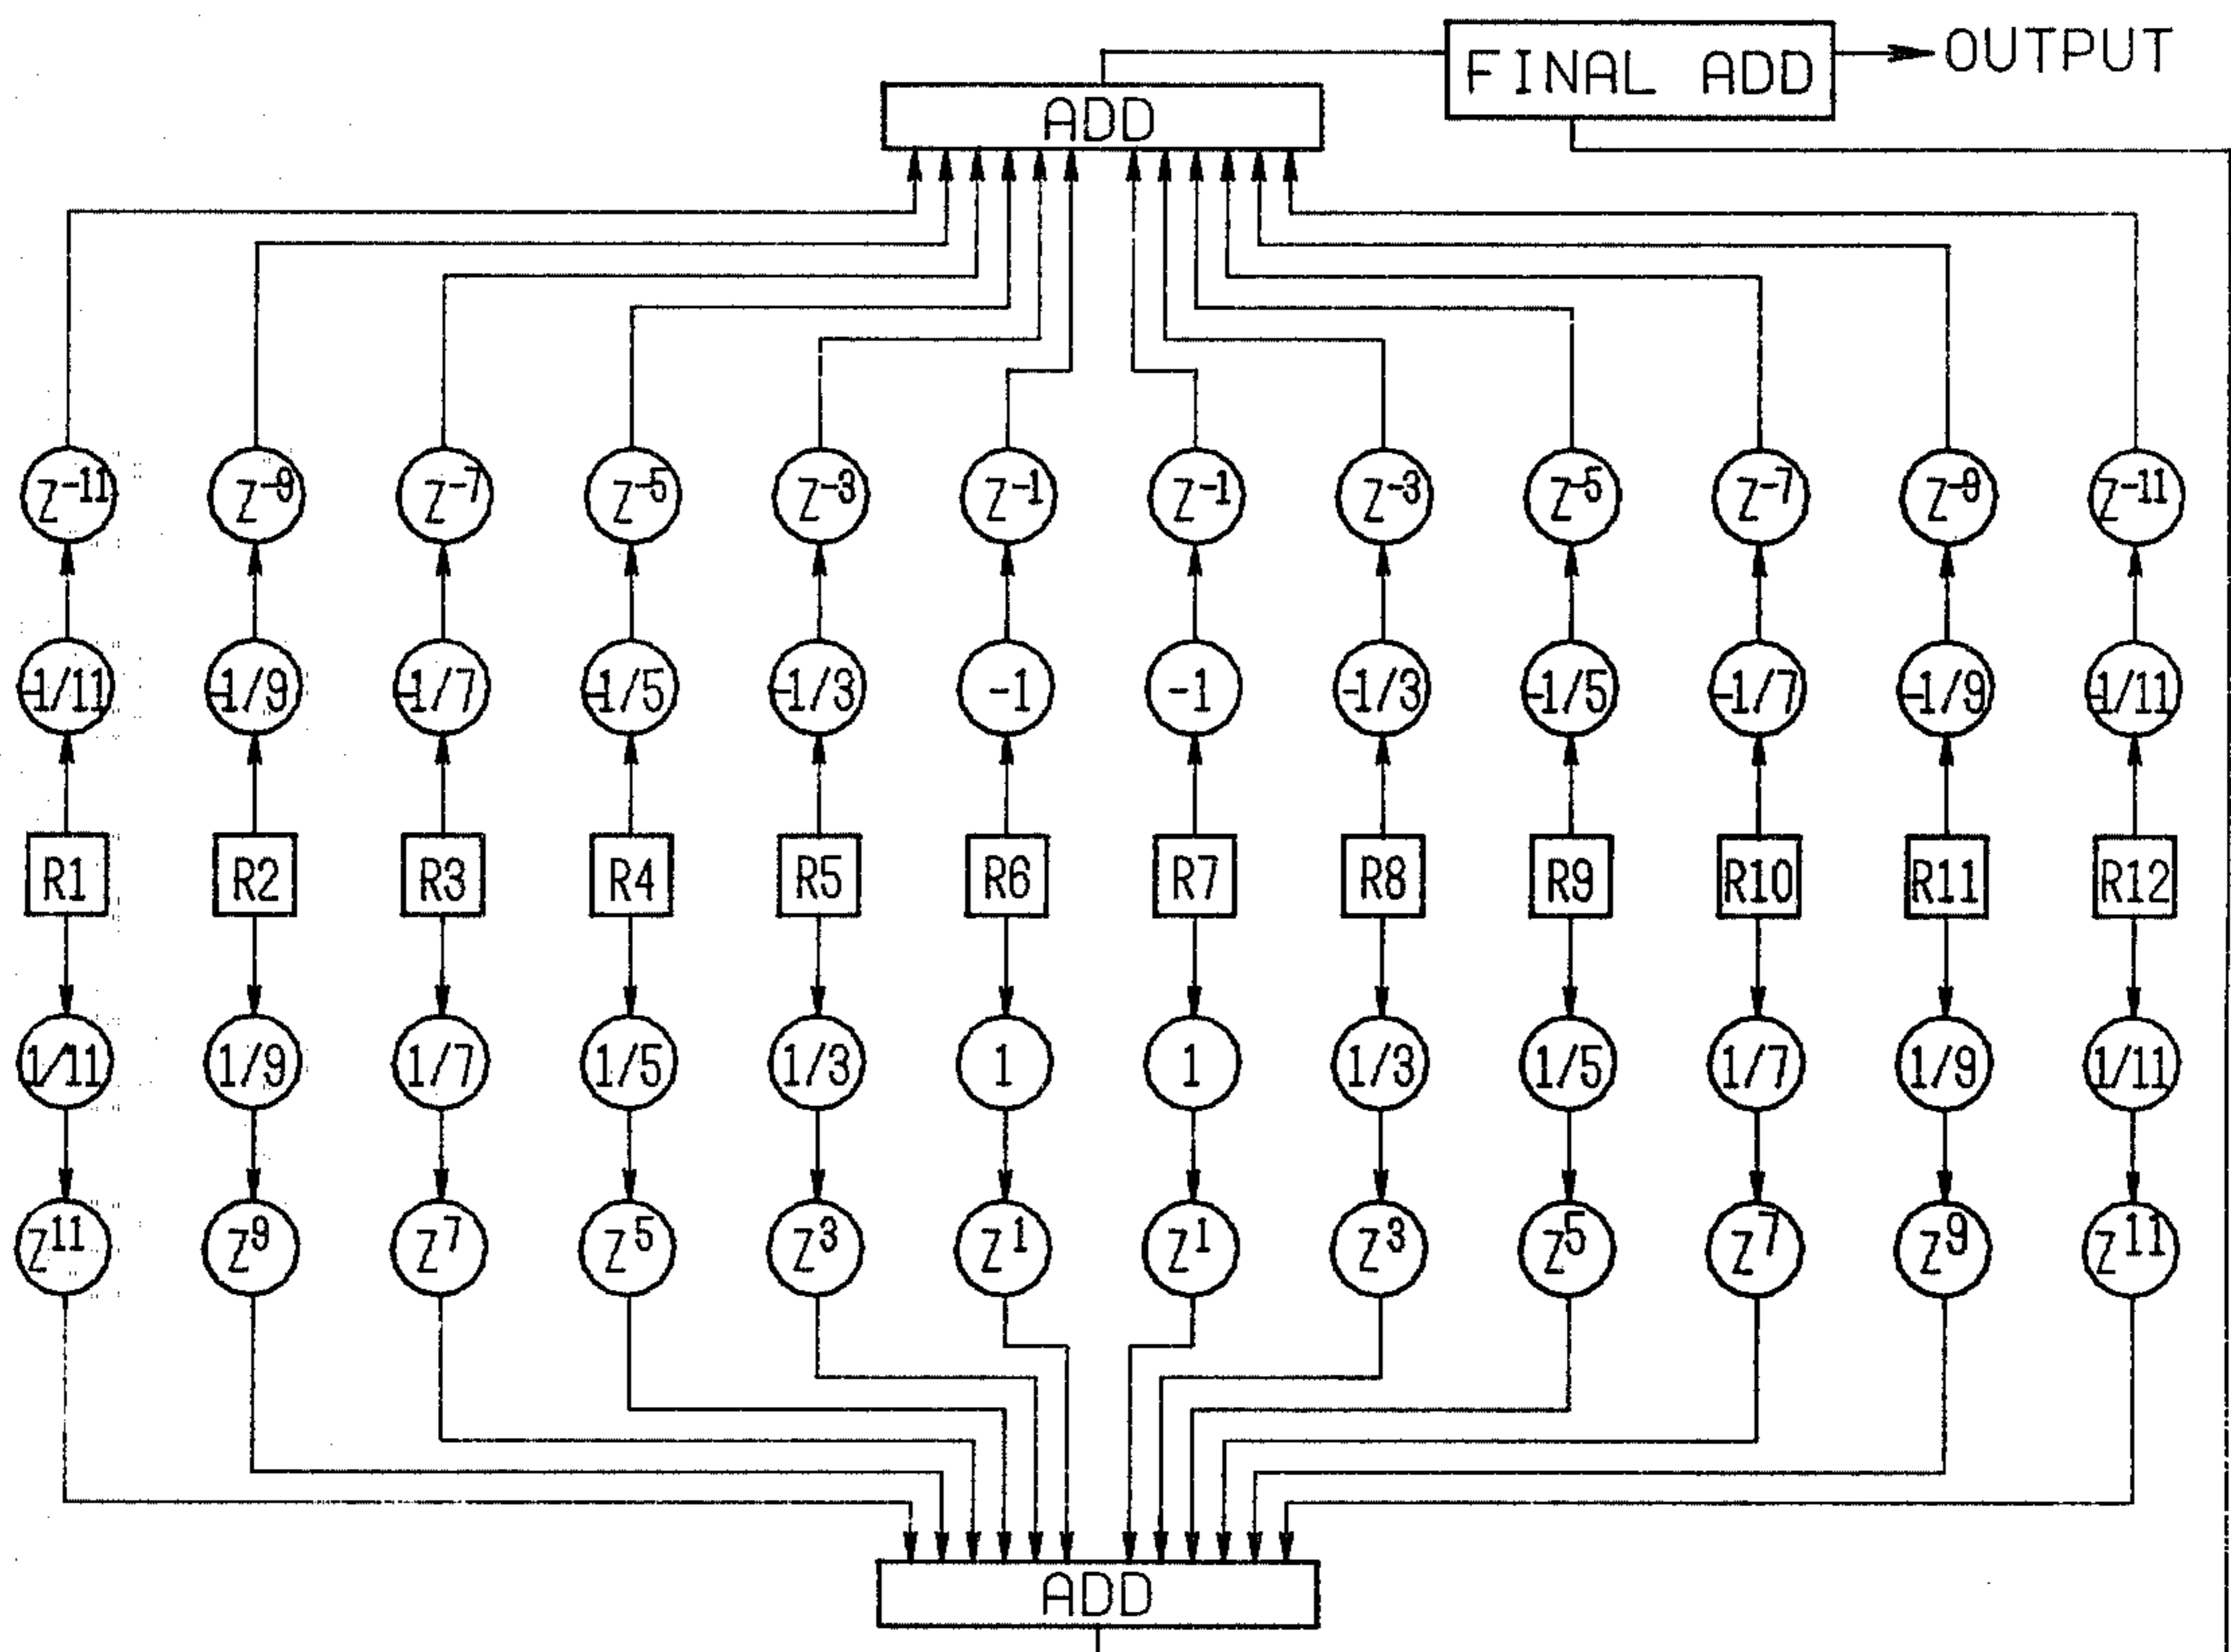 FINAL ADD OUTPUT
ADD
Z⁻¹¹ Z⁻⁹ Z⁻⁷ Z⁻⁵ Z⁻³ Z⁻¹ Z⁻¹ Z⁻³ Z⁻⁵ Z⁻⁷ Z⁻⁹ Z⁻¹¹
-1/11 -1/9 -1/7 -1/5 -1/3 -1 -1 -1/3 -1/5 -1/7 -1/9 -1/11
R1 R2 R3 R4 R5 R6 R7 R8 R9 R10 R11 R12
1/11 1/9 1/7 1/5 1/3 1 1 1/3 1/5 1/7 1/9 1/11
Z¹¹ Z⁹ Z⁷ Z⁵ Z³ Z¹ Z¹ Z³ Z⁵ Z⁷ Z⁹ Z¹¹
ADD